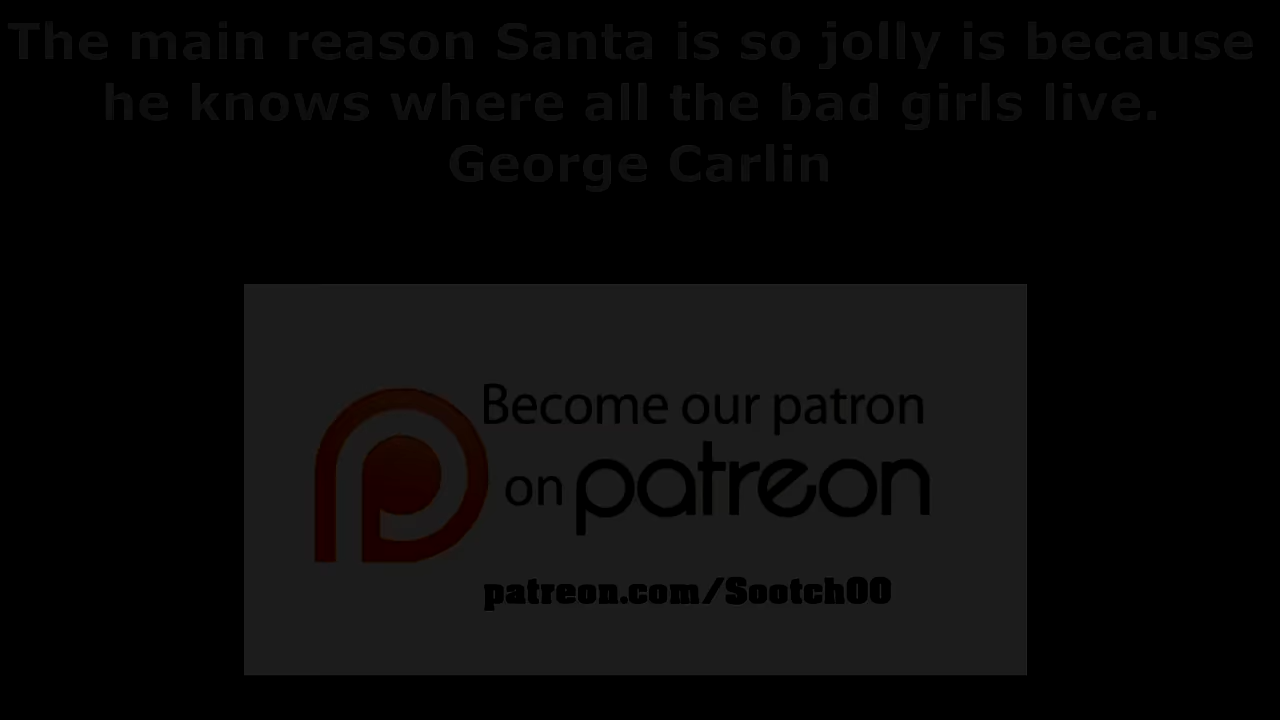 The main reason Santa is so jolly is because
he knows where all the bad girls live.
George Carlin
Become our patron
on patreon
patreon.com/Sootch00